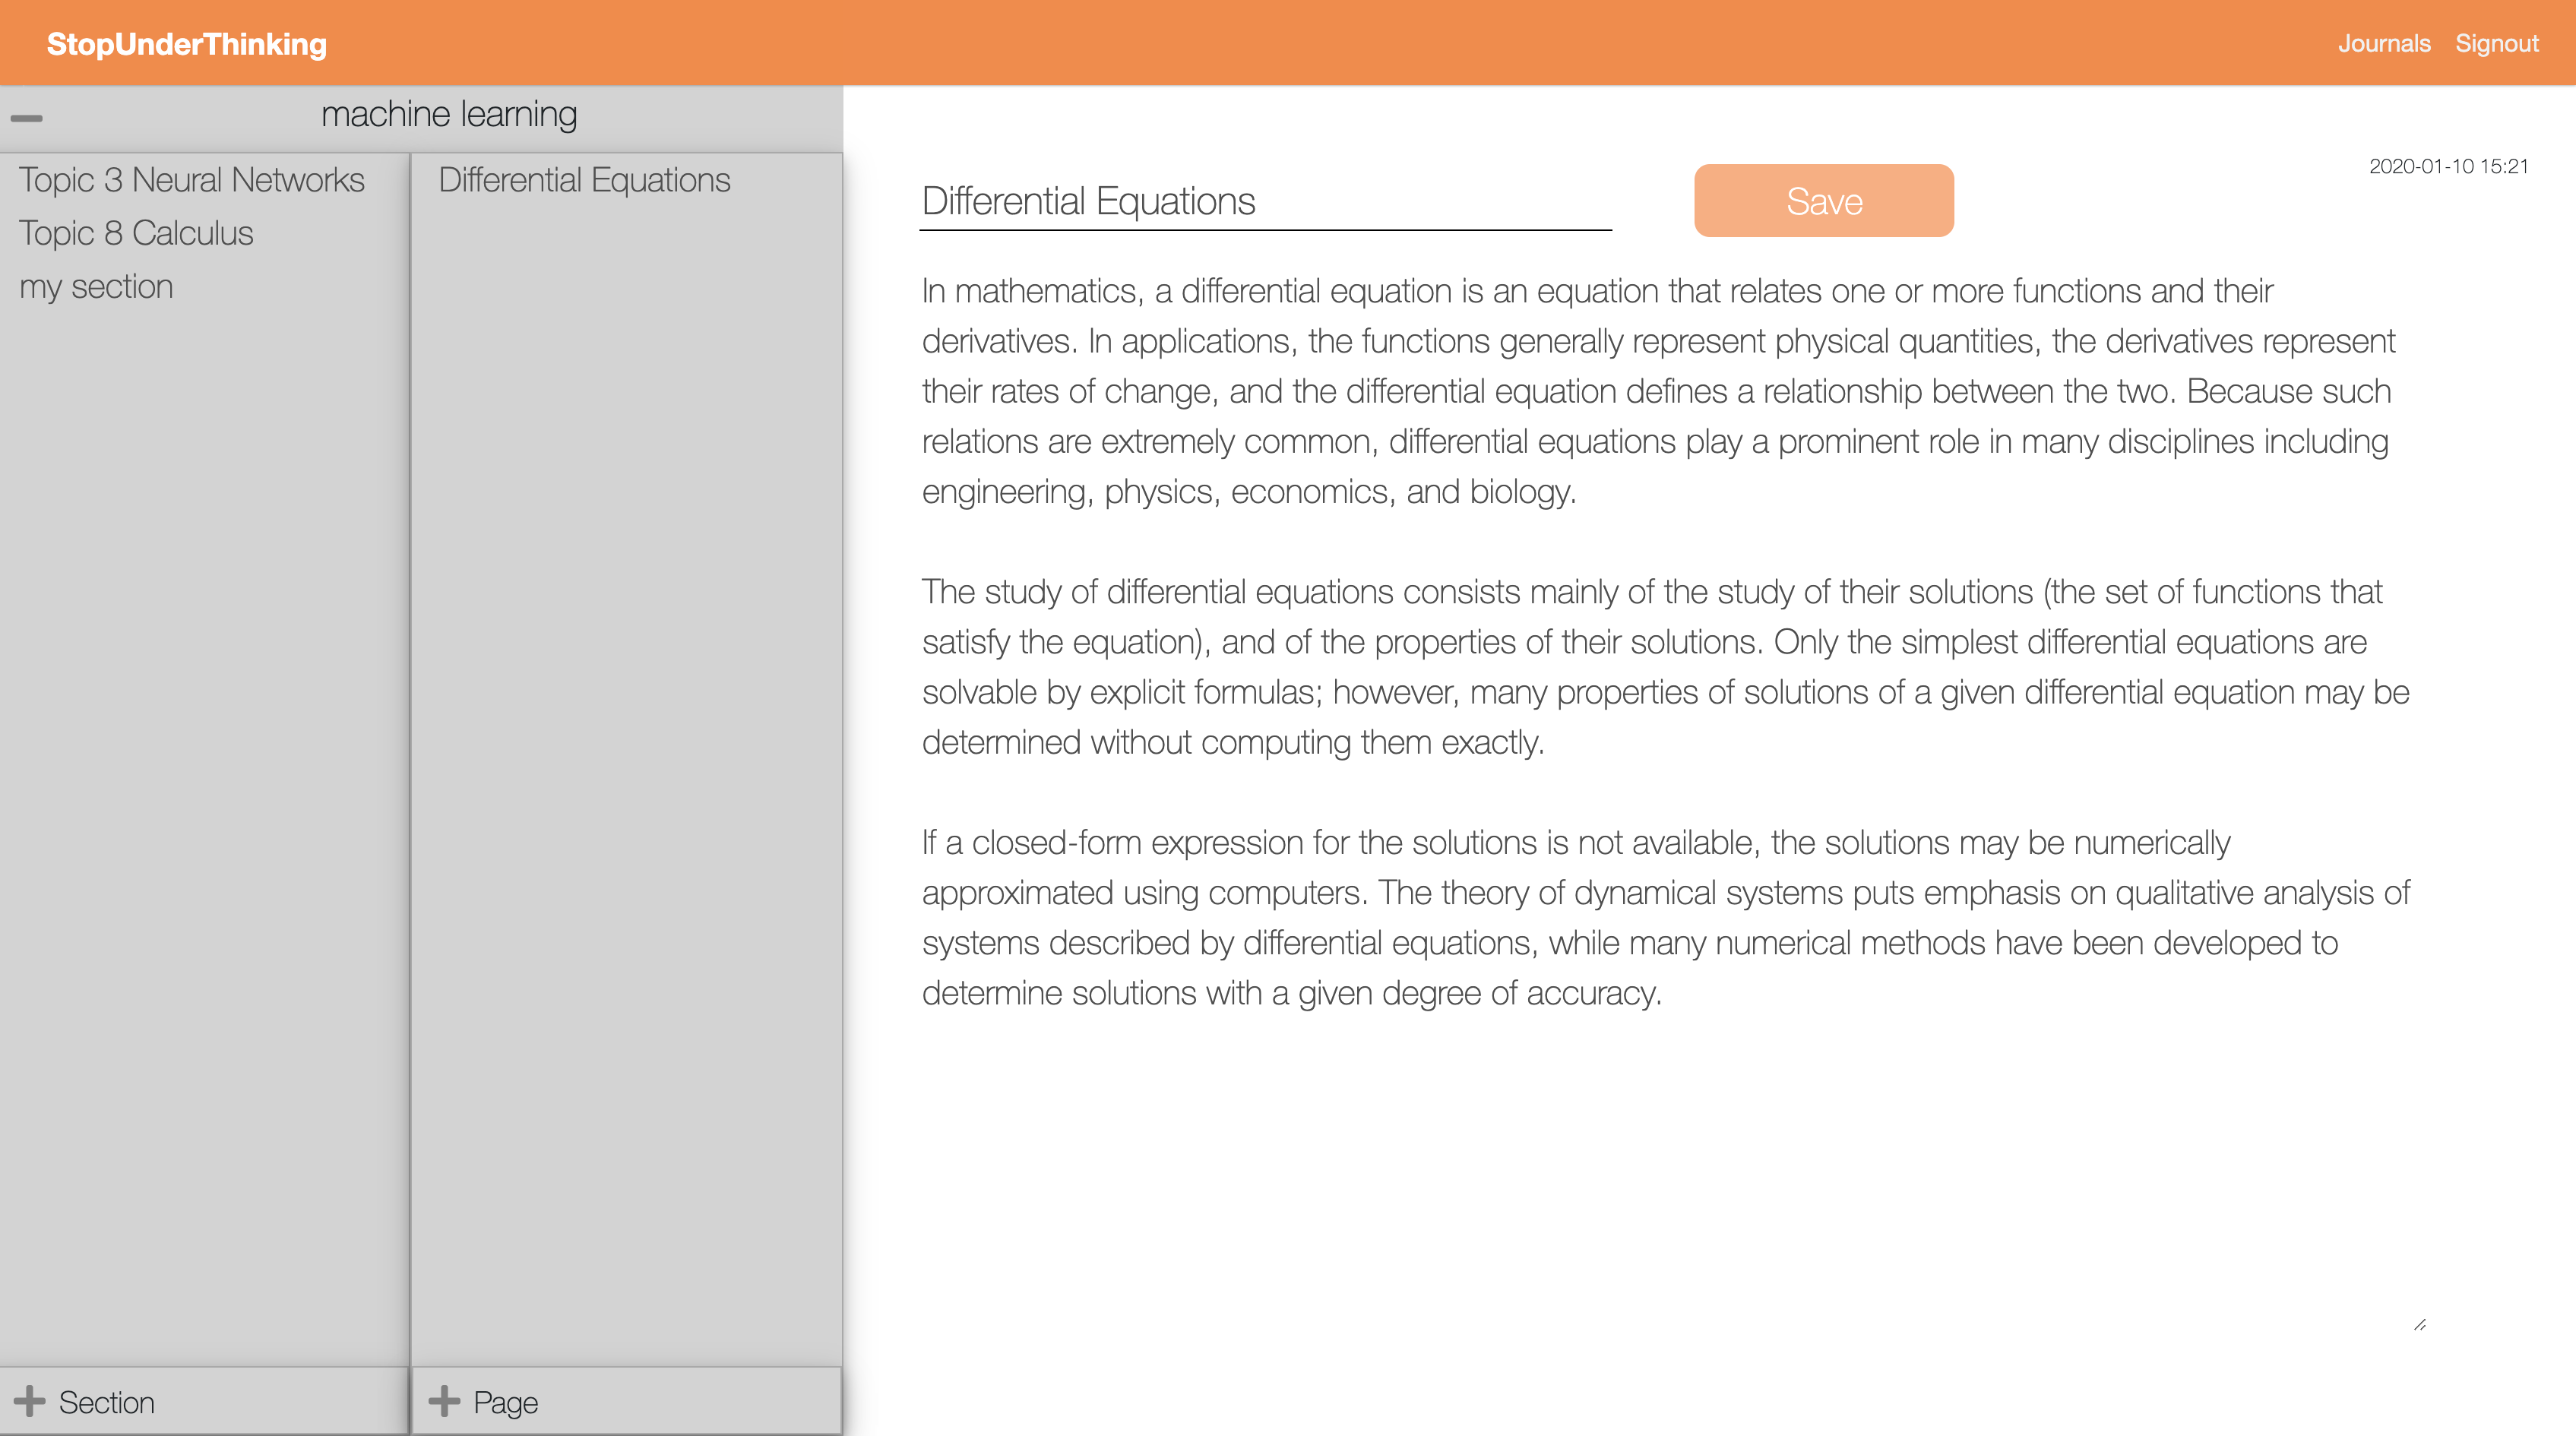 StopUnderThinking
Journals Signout
machine learning
Topic 3 Neural Networks
Topic 8 Calculus
my section
Differential Equations
Differential Equations
Save
2020-01-10 15:21
In mathematics, a differential equation is an equation that relates one or more functions and their
derivatives. In applications, the functions generally represent physical quantities, the derivatives represent
their rates of change, and the differential equation defines a relationship between the two. Because such
relations are extremely common, differential equations play a prominent role in many disciplines including
engineering, physics, economics, and biology.
The study of differential equations consists mainly of the study of their solutions (the set of functions that
satisfy the equation), and of the properties of their solutions. Only the simplest differential equations are
solvable by explicit formulas; however, many properties of solutions of a given differential equation may be
determined without computing them exactly.
If a closed-form expression for the solutions is not available, the solutions may be numerically
approximated using computers. The theory of dynamical systems puts emphasis on qualitative analysis of
systems described by differential equations, while many numerical methods have been developed to
determine solutions with a given degree of accuracy.
Section
Page